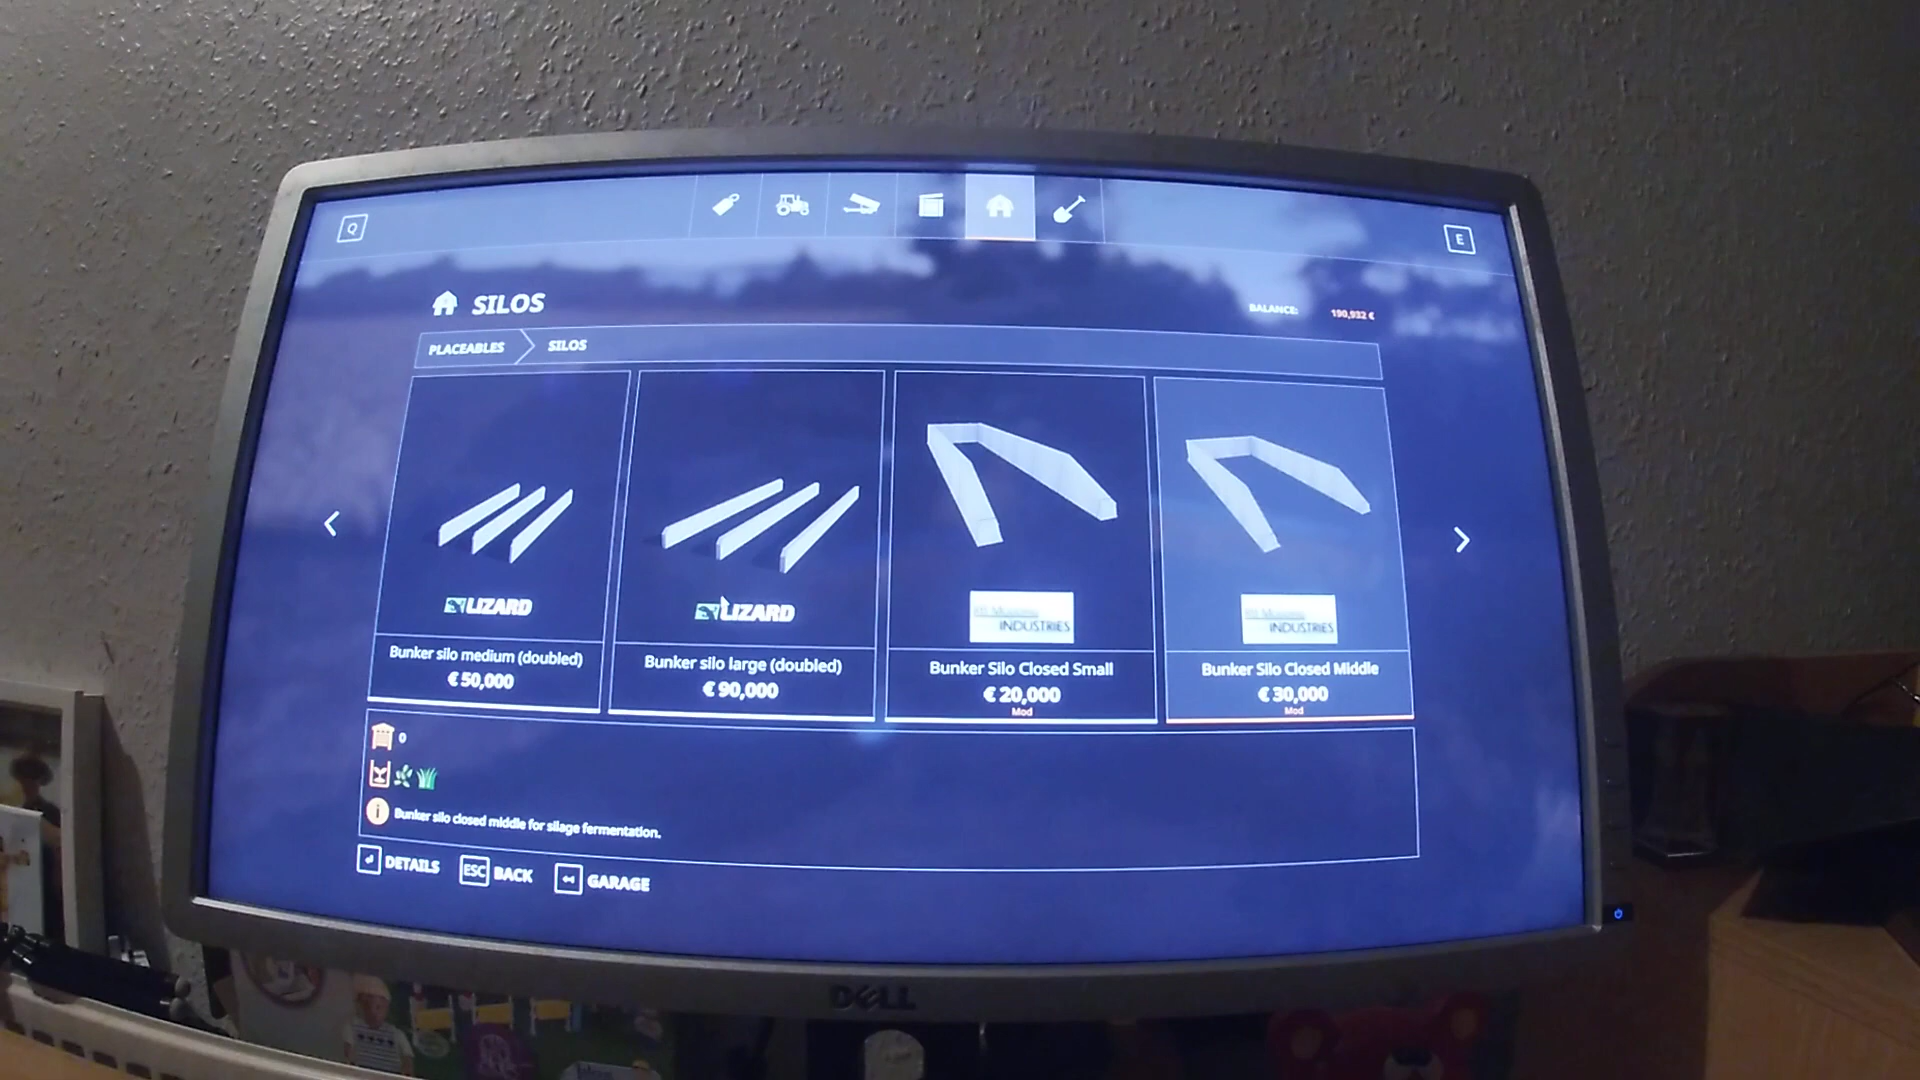 Q
E
SILOS
BALANCE: 190,932 €
PLACEABLES SILOS
LIZARD
LIZARD
INDUSTRIES
INDUSTRIES
Bunker silo medium (doubled)
€ 50,000
Bunker silo large (doubled)
€ 90,000
Bunker Silo Closed Small
€ 20,000
Mod
Bunker Silo Closed Middle
€ 30,000
Mod
0
i Bunker silo closed middle for silage fermentation.
DETAILS ESC BACK GARAGE
DELL